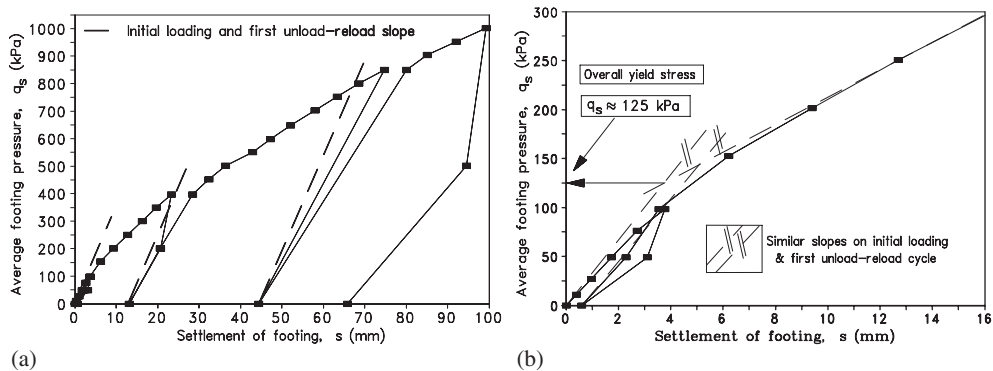 Average footing pressure, qs (kPa)
1000
900
800
700
600
500
400
300
200
100
0
Initial loading and first unload–reload slope
0 10 20 30 40 50 60 70 80 90 100
Settlement of footing, s (mm)
(a)
Average footing pressure, qs (kPa)
300
250
200
150
100
50
0
Overall yield stress
qs ≈ 125 kPa
Similar slopes on initial loading
& first unload–reload cycle
0 2 4 6 8 10 12 14 16
Settlement of footing, s (mm)
(b)